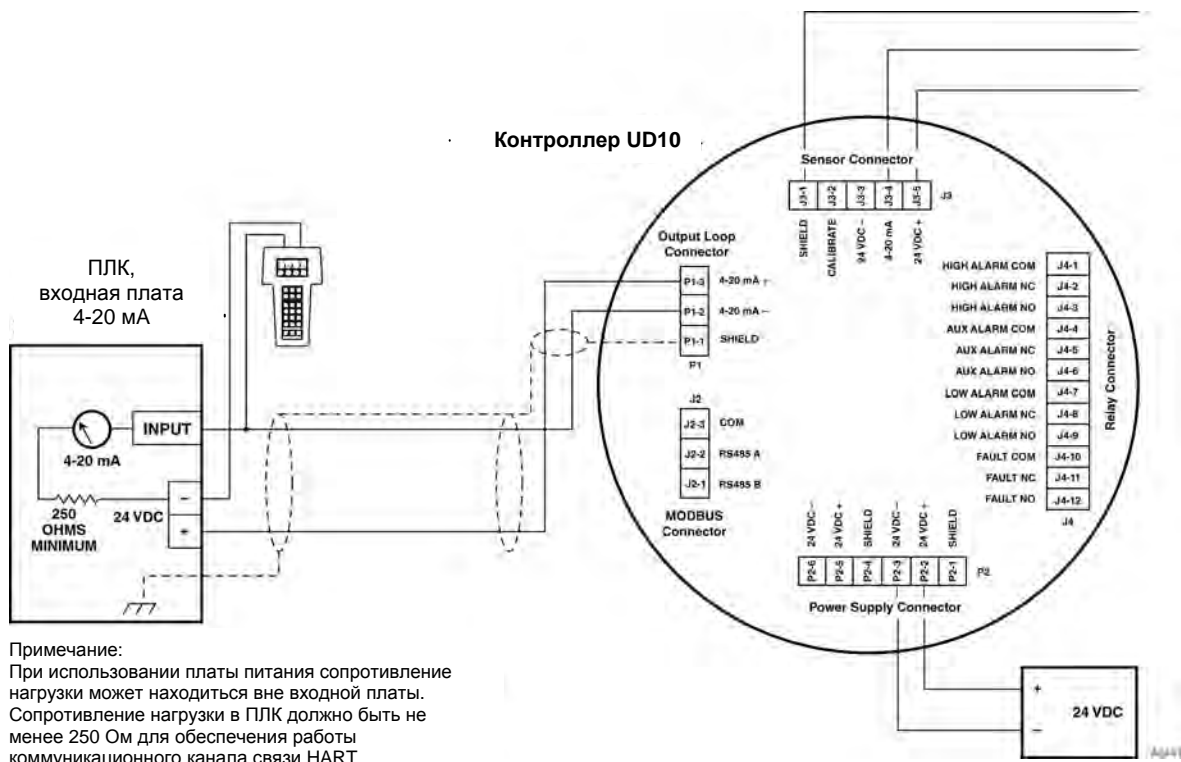 Контроллер UD10
Sensor Connector
J3-1
J3-2
J3-3
J3-4
J3-5
J3
SHIELD
CALIBRATE
24 VDC –
4-20 mA
24 VDC +
Output Loop
Connector
P1-3 4-20 mA +
P1-2 4-20 mA –
P1-1 SHIELD
P1
J2
J2-3 COM
J2-2 RS485 A
J2-1 RS485 B
MODBUS
Connector
HIGH ALARM COM J4-1
HIGH ALARM NC J4-2
HIGH ALARM NO J4-3
AUX ALARM COM J4-4
AUX ALARM NC J4-5
AUX ALARM NO J4-6
LOW ALARM COM J4-7
LOW ALARM NC J4-8
LOW ALARM NO J4-9
FAULT COM J4-10
FAULT NC J4-11
FAULT NO J4-12
J4
Relay Connector
24 VDC –
24 VDC +
SHIELD
24 VDC –
24 VDC +
SHIELD
P2-6
P2-5
P2-4
P2-3
P2-2
P2-1
P2
Power Supply Connector
+
24 VDC
–
ПЛК,
входная плата
4-20 мА
INPUT
4-20 mA
250
OHMS
MINIMUM
24 VDC
–
+
Примечание:
При использовании платы питания сопротивление
нагрузки может находиться вне входной платы.
Сопротивление нагрузки в ПЛК должно быть не
менее 250 Ом для обеспечения работы
коммуникационного канала связи HART